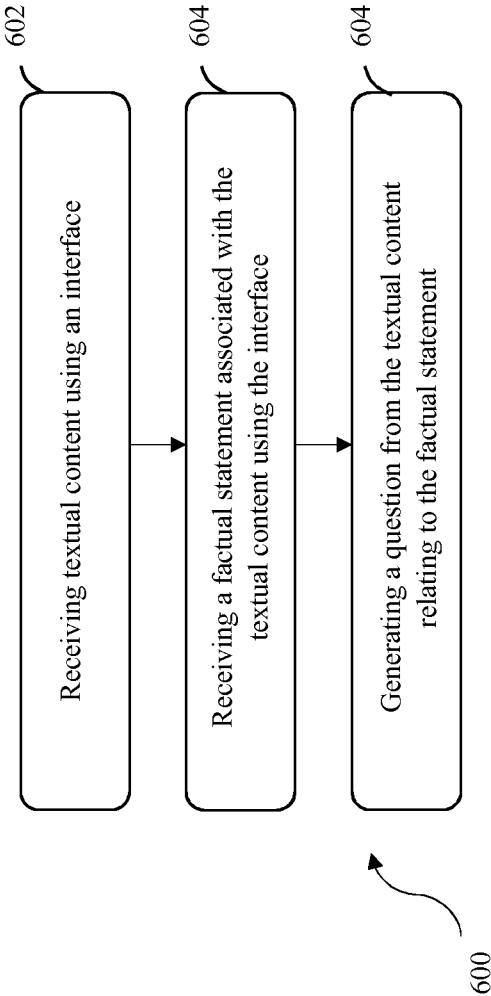 602
Receiving textual content using an interface
604
Receiving a factual statement associated with the
textual content using the interface
604
Generating a question from the textual content
relating to the factual statement
600